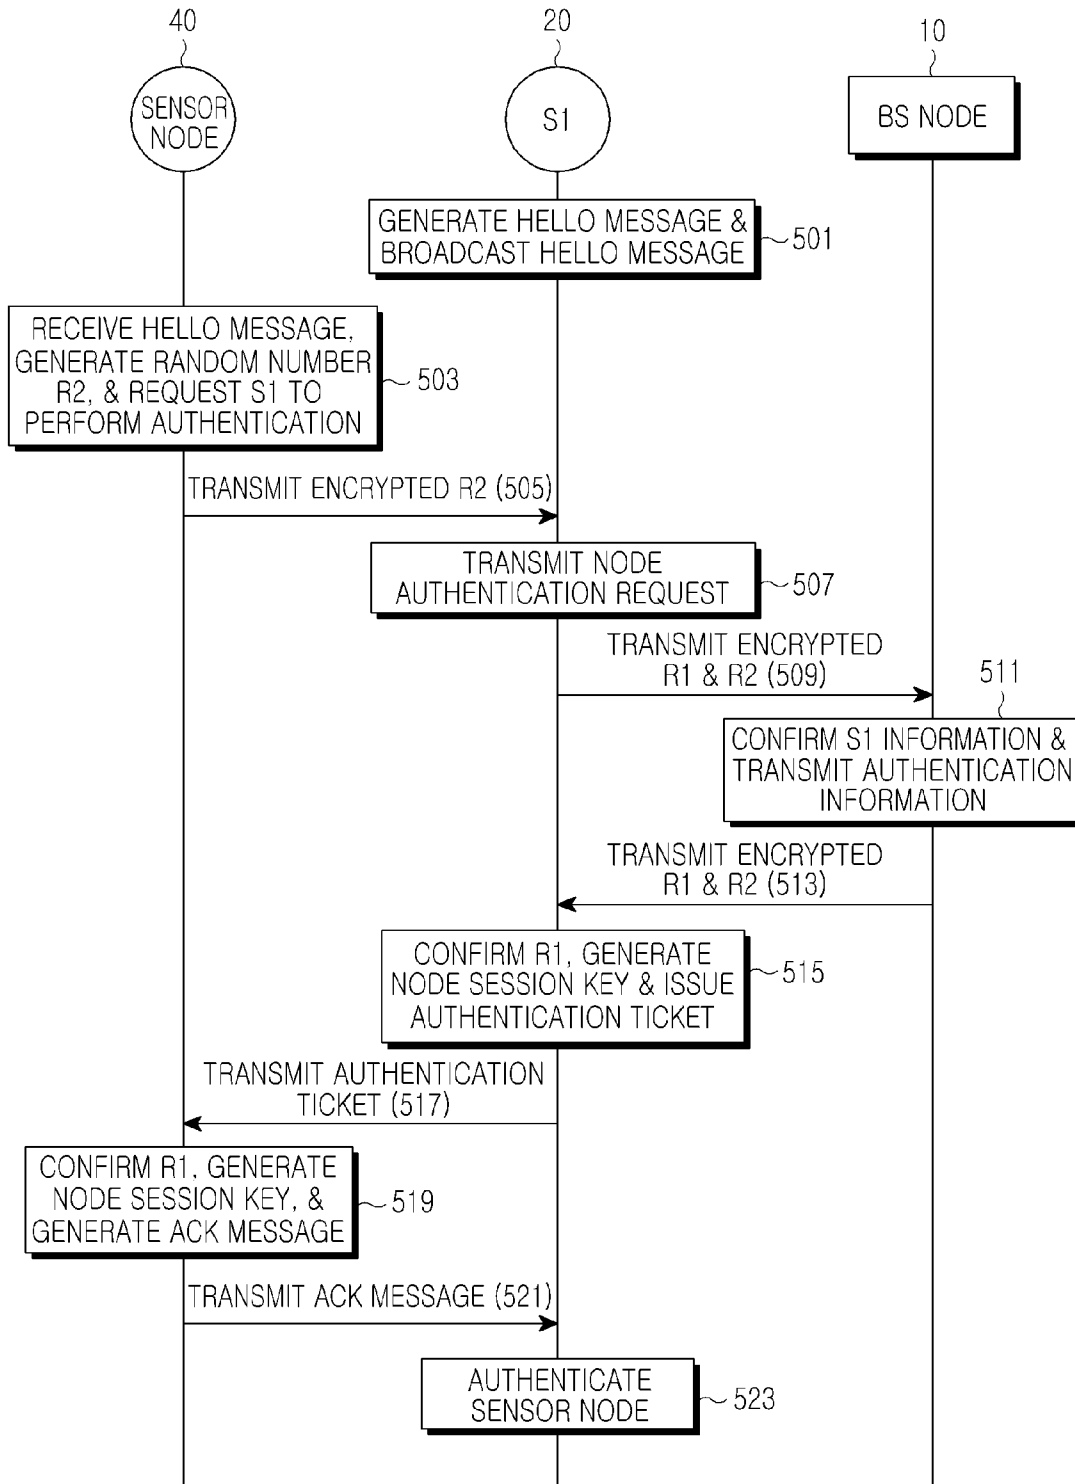 40
20
10
SENSOR
NODE
S1
BS NODE
GENERATE HELLO MESSAGE &
BROADCAST HELLO MESSAGE
501
RECEIVE HELLO MESSAGE,
GENERATE RANDOM NUMBER
R2, & REQUEST S1 TO
PERFORM AUTHENTICATION
503
TRANSMIT ENCRYPTED R2 (505)
TRANSMIT NODE
AUTHENTICATION REQUEST
507
TRANSMIT ENCRYPTED
R1 & R2 (509)
511
CONFIRM S1 INFORMATION &
TRANSMIT AUTHENTICATION
INFORMATION
TRANSMIT ENCRYPTED
R1 & R2 (513)
CONFIRM R1, GENERATE
NODE SESSION KEY & ISSUE
AUTHENTICATION TICKET
515
TRANSMIT AUTHENTICATION
TICKET (517)
CONFIRM R1, GENERATE
NODE SESSION KEY, &
GENERATE ACK MESSAGE
519
TRANSMIT ACK MESSAGE (521)
AUTHENTICATE
SENSOR NODE
523